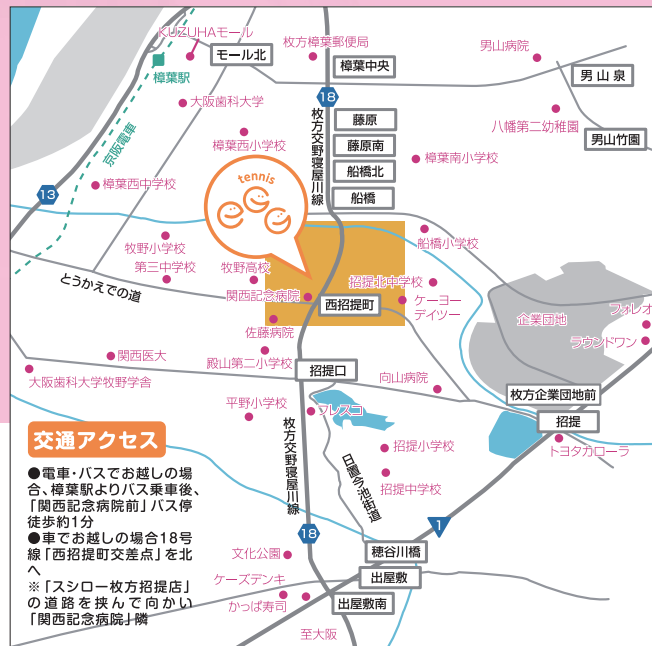 KUZUHAモール
枚方樟葉郵便局
男山病院
モール北
樟葉中央
樟葉駅
男山泉
18
大阪歯科大学
藤原
八幡第二幼稚園
京阪電車
枚方交野寝屋川線
樟葉西小学校
藤原南
男山竹園
樟葉南小学校
船橋北
tennis
樟葉西中学校
船橋
13
牧野小学校
船橋小学校
第三中学校
牧野高校
とうかえでの道
招提北中学校
関西記念病院
西招提町
ケーヨー
デイツー
フォレオ
企業団地
佐藤病院
ラウンドワン
関西医大
殿山第二小学校
招提口
大阪歯科大学牧野学舎
向山病院
枚方企業団地前
平野小学校
フレスコ
招提
交通アクセス
枚方交野寝屋川線
招提小学校
トヨタカローラ
日置今池街道
招提中学校
●電車・バスでお越しの場
合、樟葉駅よりバス乗車後、
「関西記念病院前」バス停
徒歩約1分
●車でお越しの場合18号
線「西招提町交差点」を北
へ
※「スシロー枚方招提店」
の道路を挟んで向かい
「関西記念病院」隣
1
18
穂谷川橋
文化公園
出屋敷
ケーズデンキ
かっぱ寿司
出屋敷南
至大阪